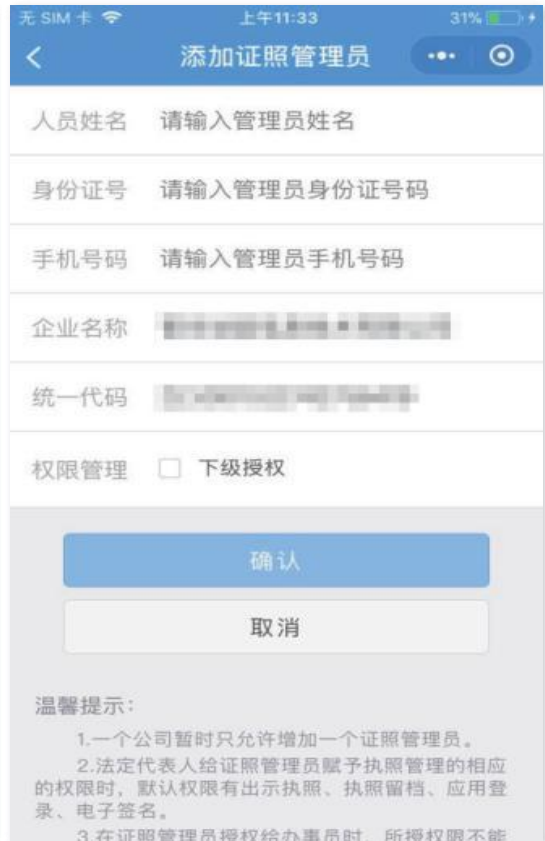 无 SIM 卡 上午11:33 31%
添加证照管理员
人员姓名 请输入管理员姓名
身份证号 请输入管理员身份证号码
手机号码 请输入管理员手机号码
企业名称
统一代码
权限管理 下级授权
确认
取消
温馨提示:
1.一个公司暂时只允许增加一个证照管理员。
2.法定代表人给证照管理员赋予执照管理的相应
的权限时，默认权限有出示执照、执照留档、应用登
录、电子签名。
3.在证照管理员授权给办事员时，所授权限不能